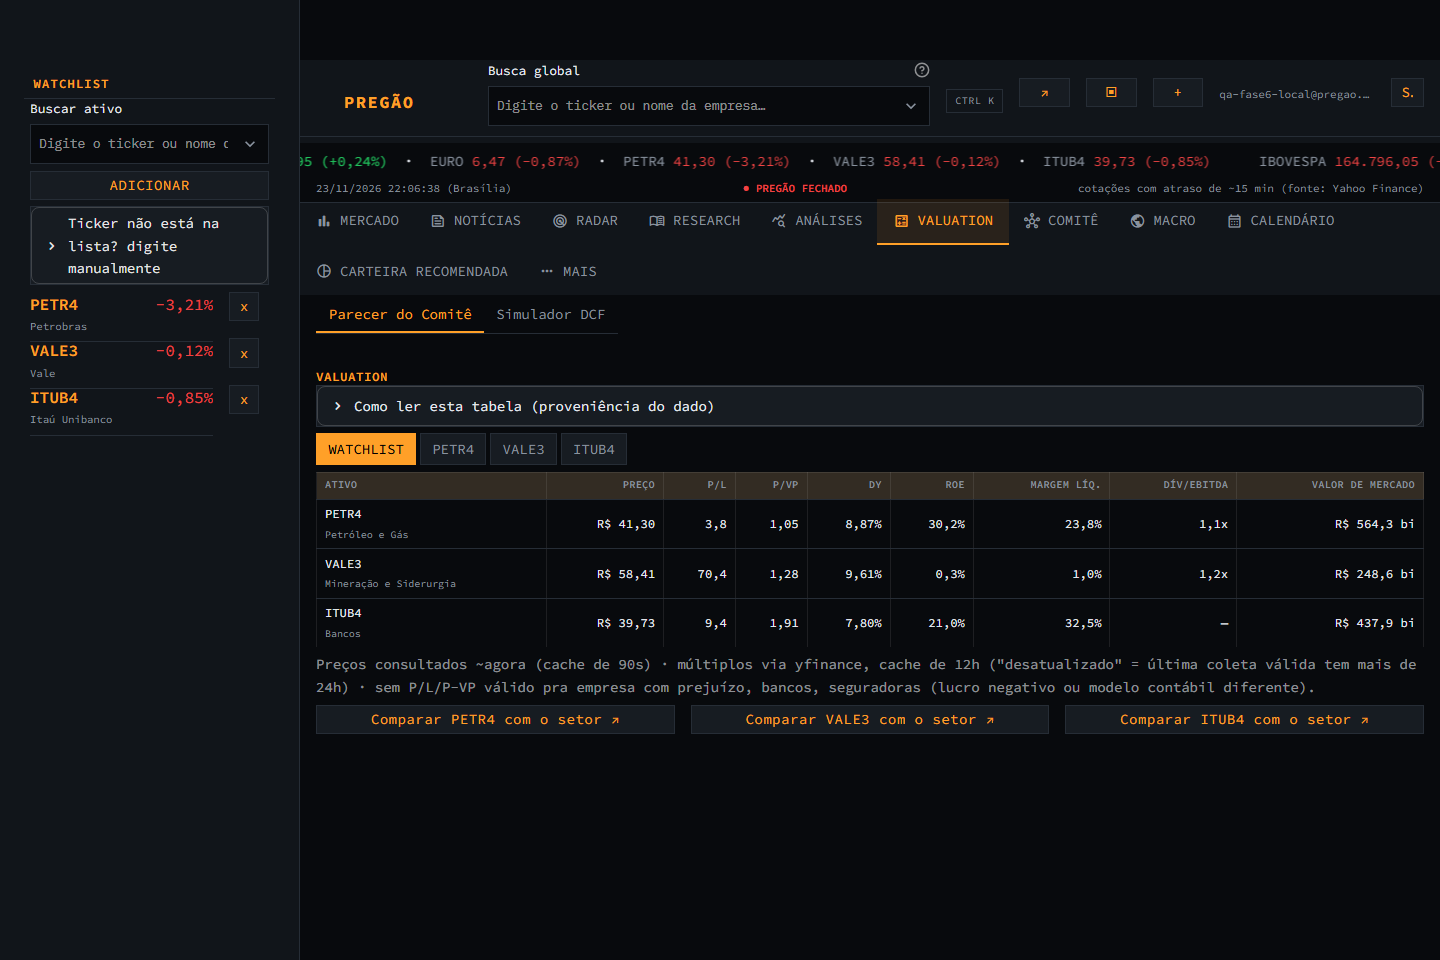 WATCHLIST
Buscar ativo
Digite o ticker ou nome d
ADICIONAR
Ticker não está na
lista? digite
manualmente
PETR4 -3,21% x
Petrobras
VALE3 -0,12% x
Vale
ITUB4 -0,85% x
Itaú Unibanco
PREGÃO
Busca global
Digite o ticker ou nome da empresa…
CTRL K
↗
+
qa-fase6-local@pregao.…
S.
95 (+0,24%) • EURO 6,47 (-0,87%) • PETR4 41,30 (-3,21%) • VALE3 58,41 (-0,12%) • ITUB4 39,73 (-0,85%) IBOVESPA 164.796,05 (-
23/11/2026 22:06:38 (Brasília)
● PREGÃO FECHADO
cotações com atraso de ~15 min (fonte: Yahoo Finance)
MERCADO NOTÍCIAS RADAR RESEARCH ANÁLISES VALUATION COMITÊ MACRO CALENDÁRIO
CARTEIRA RECOMENDADA ••• MAIS
Parecer do Comitê Simulador DCF
VALUATION
Como ler esta tabela (proveniência do dado)
WATCHLIST PETR4 VALE3 ITUB4
ATIVO PREÇO P/L P/VP DY ROE MARGEM LÍQ. DÍV/EBITDA VALOR DE MERCADO
PETR4 R$ 41,30 3,8 1,05 8,87% 30,2% 23,8% 1,1x R$ 564,3 bi
Petróleo e Gás
VALE3 R$ 58,41 70,4 1,28 9,61% 0,3% 1,0% 1,2x R$ 248,6 bi
Mineração e Siderurgia
ITUB4 R$ 39,73 9,4 1,91 7,80% 21,0% 32,5% — R$ 437,9 bi
Bancos
Preços consultados ~agora (cache de 90s) · múltiplos via yfinance, cache de 12h ("desatualizado" = última coleta válida tem mais de
24h) · sem P/L/P-VP válido pra empresa com prejuízo, bancos, seguradoras (lucro negativo ou modelo contábil diferente).
Comparar PETR4 com o setor ↗
Comparar VALE3 com o setor ↗
Comparar ITUB4 com o setor ↗